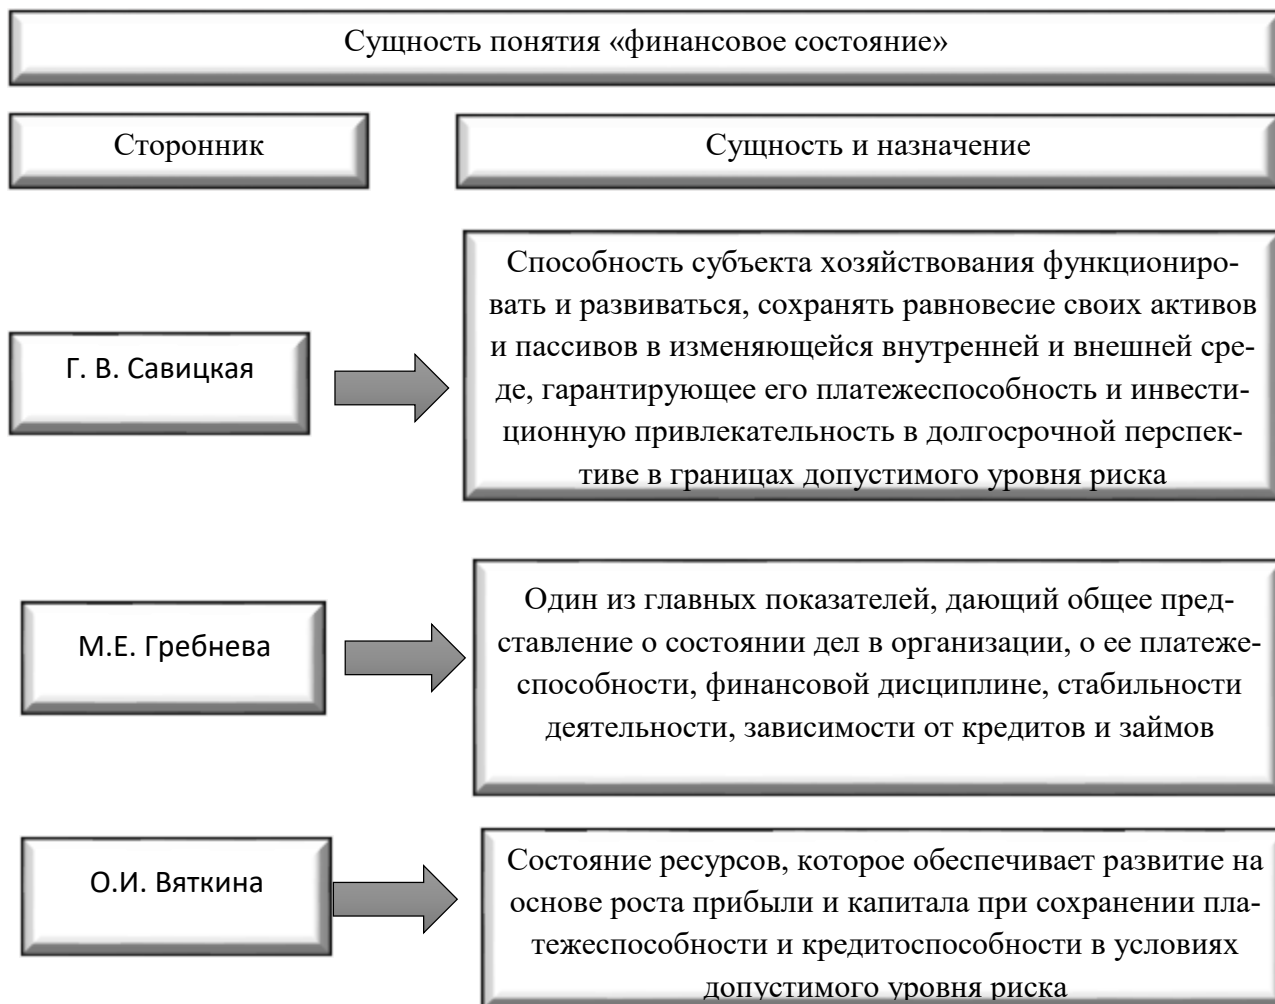 Сущность понятия «финансовое состояние»
Сторонник
Сущность и назначение
Г. В. Савицкая
Способность субъекта хозяйствования функциониро-
вать и развиваться, сохранять равновесие своих активов
и пассивов в изменяющейся внутренней и внешней сре-
де, гарантирующее его платежеспособность и инвести-
ционную привлекательность в долгосрочной перспек-
тиве в границах допустимого уровня риска
М.Е. Гребнева
Один из главных показателей, дающий общее пред-
ставление о состоянии дел в организации, о ее платеже-
способности, финансовой дисциплине, стабильности
деятельности, зависимости от кредитов и займов
О.И. Вяткина
Состояние ресурсов, которое обеспечивает развитие на
основе роста прибыли и капитала при сохранении пла-
тежеспособности и кредитоспособности в условиях
допустимого уровня риска